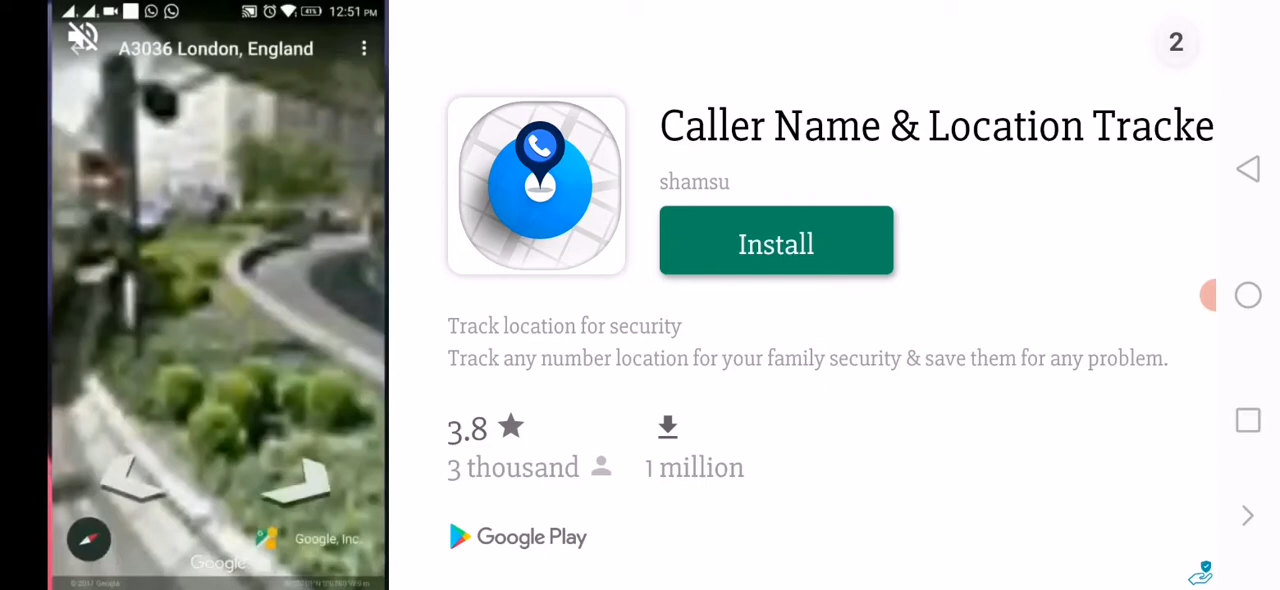 12:51 PM
A3036 London, England
Google, Inc.
Google
© 2017 Google
2
Caller Name & Location Tracke
shamsu
Install
Track location for security
Track any number location for your family security & save them for any problem.
3.8
3 thousand
1 million
Google Play